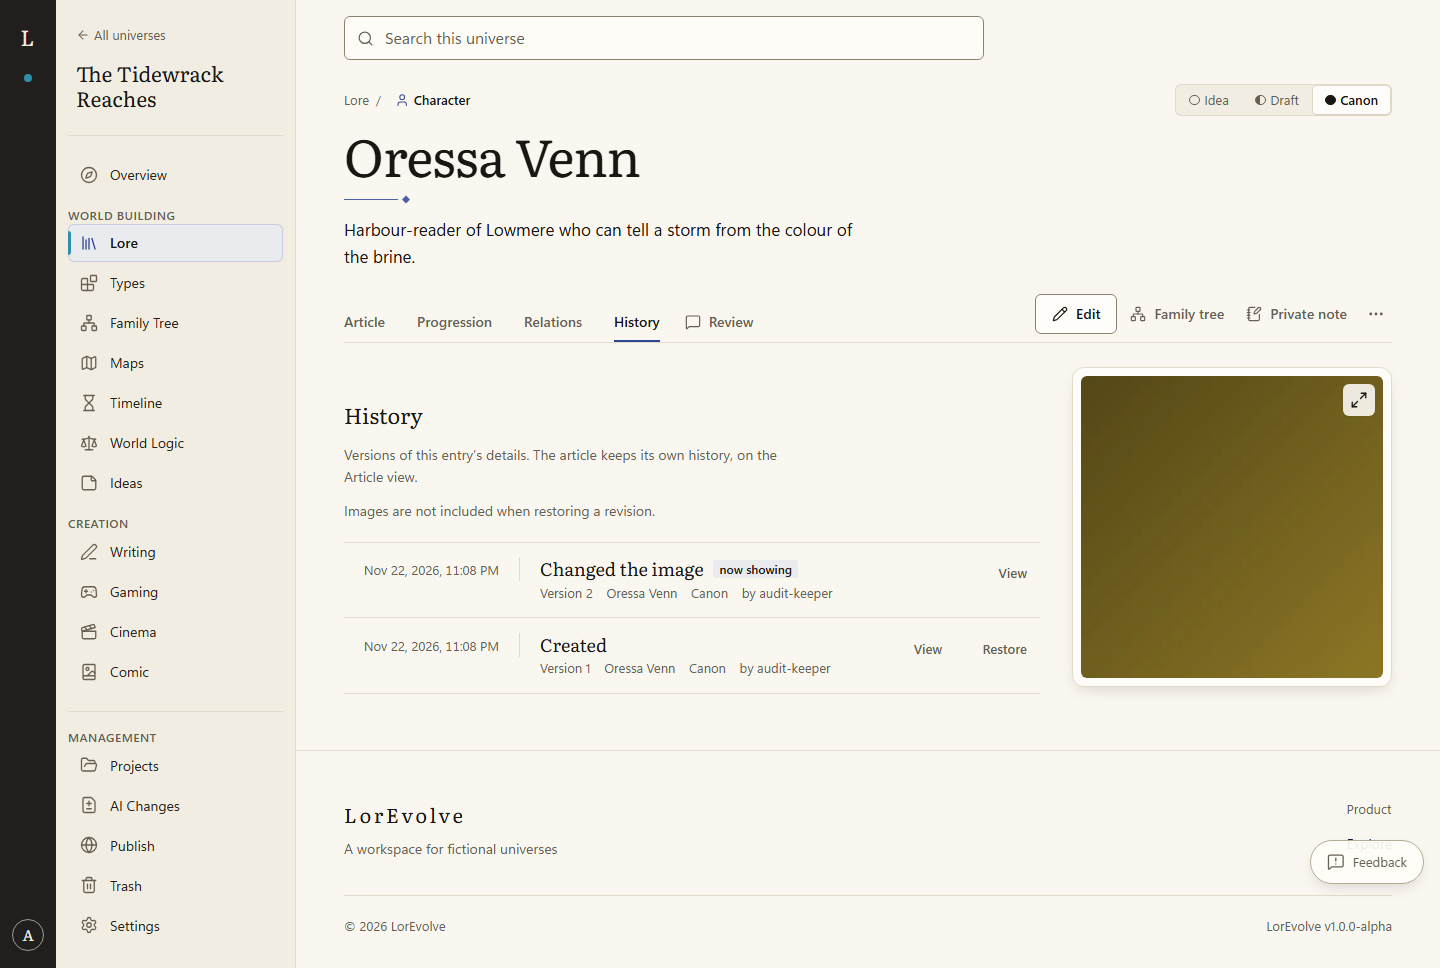 L
All universes
The Tidewrack
Reaches
Overview
WORLD BUILDING
Lore
Types
Family Tree
Maps
Timeline
World Logic
Ideas
CREATION
Writing
Gaming
Cinema
Comic
MANAGEMENT
Projects
AI Changes
Publish
Trash
Settings
A
Search this universe
Lore / Character
Idea Draft Canon
Oressa Venn
Harbour-reader of Lowmere who can tell a storm from the colour of
the brine.
Article Progression Relations History Review
Edit Family tree Private note
History
Versions of this entry’s details. The article keeps its own history, on the
Article view.
Images are not included when restoring a revision.
Nov 22, 2026, 11:08 PM
Changed the image now showing
Version 2 Oressa Venn Canon by audit-keeper
View
Nov 22, 2026, 11:08 PM
Created
Version 1 Oressa Venn Canon by audit-keeper
View Restore
LorEvolve
A workspace for fictional universes
Product
Explore
Feedback
© 2026 LorEvolve
LorEvolve v1.0.0-alpha